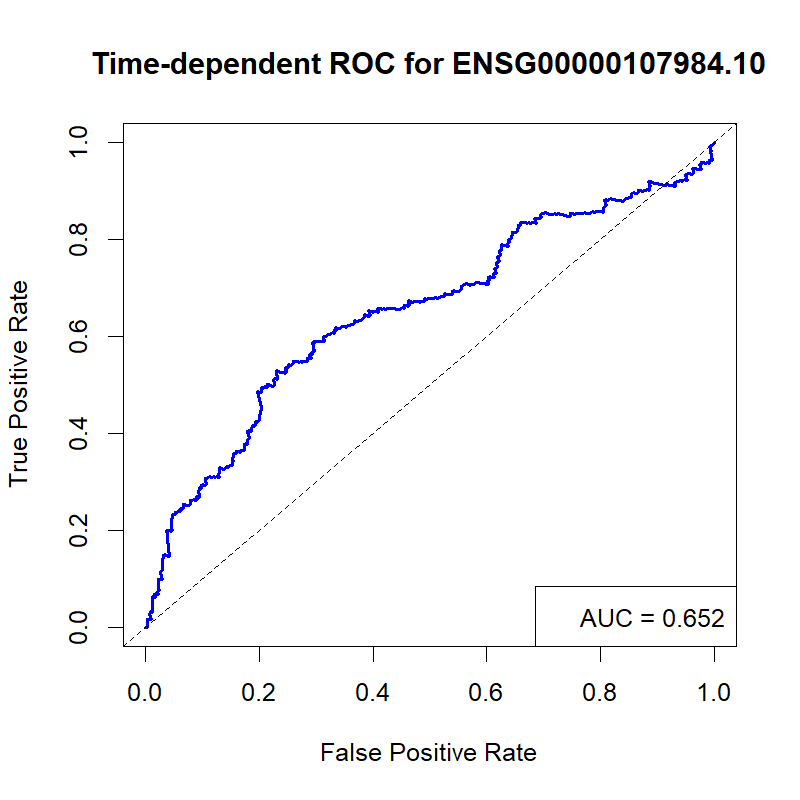 Time-dependent ROC for ENSG00000107984.10
True Positive Rate
1.0
0.8
0.6
0.4
0.2
0.0
AUC = 0.652
0.0 0.2 0.4 0.6 0.8 1.0
False Positive Rate